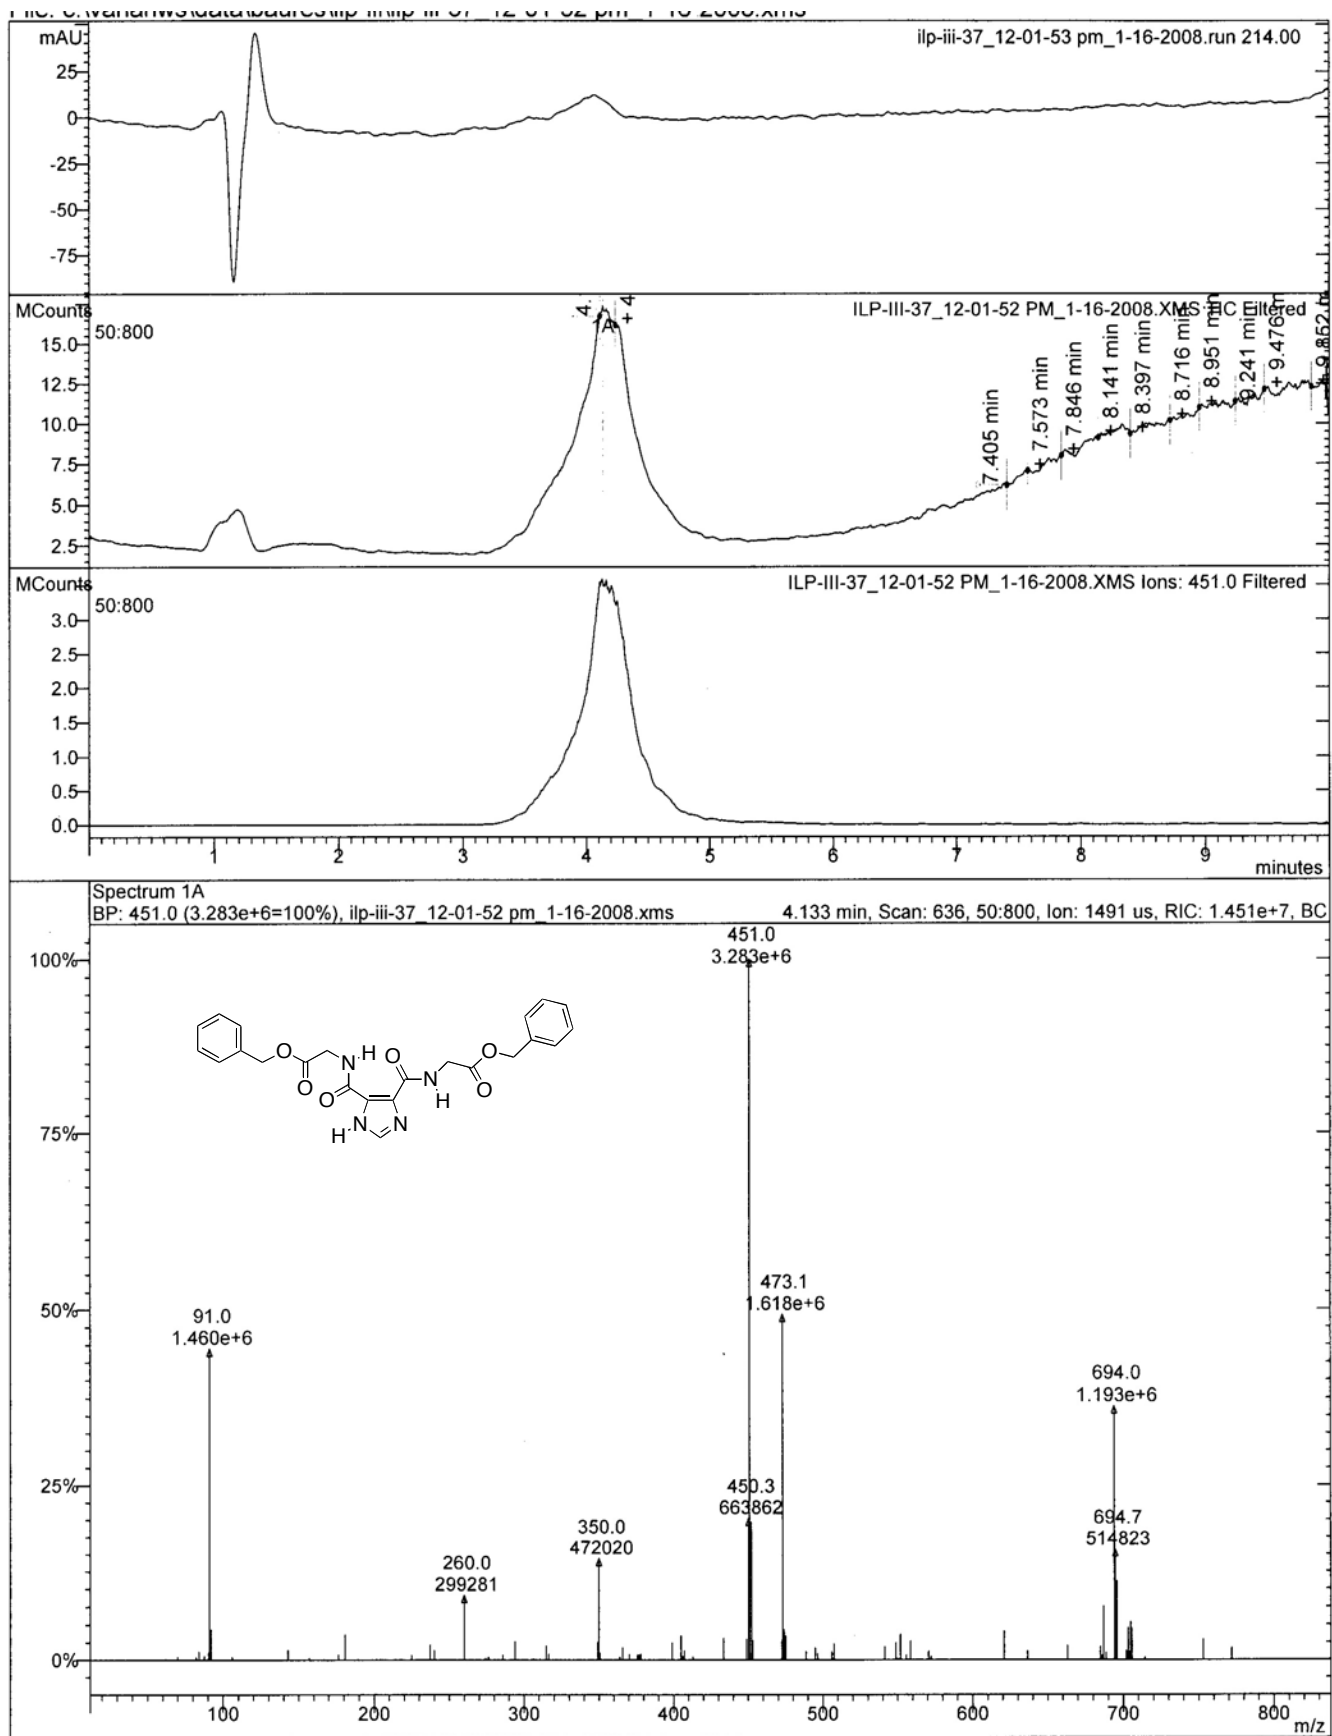 mAU
ilp-iii-37_12-01-53 pm_1-16-2008.run 214.00
25
0
-25
-50
-75
MCounts
ILP-III-37_12-01-52 PM_1-16-2008.XMS TIC Filtered
50:800
4.
4
1A
15.0
12.5
10.0
7.5
5.0
2.5
7.405 min
7.573 min
7.846 min
8.141 min
8.397 min
8.716 min
8.951 min
9.241 min
9.476 m
9.852 m
MCounts
ILP-III-37_12-01-52 PM_1-16-2008.XMS Ions: 451.0 Filtered
50:800
3.0
2.5
2.0
1.5
1.0
0.5
0.0
1 2 3 4 5 6 7 8 9
minutes
Spectrum 1A
BP: 451.0 (3.283e+6=100%), ilp-iii-37_12-01-52 pm_1-16-2008.xms 4.133 min, Scan: 636, 50:800, Ion: 1491 us, RIC: 1.451e+7, BC
451.0
3.283e+6
100%
O
O
N
H
O
O
N
H
O
O
H
N
N
75%
473.1
1.618e+6
50%
91.0
1.460e+6
694.0
1.193e+6
25%
450.3
663862
694.7
514823
350.0
472020
260.0
299281
0%
100 200 300 400 500 600 700 800
m/z